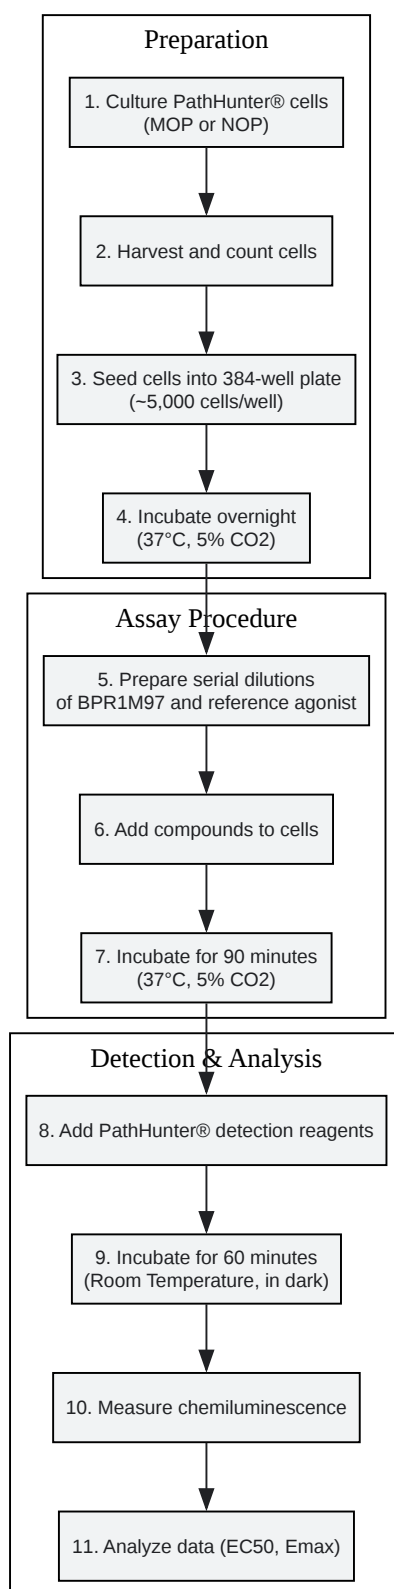 Preparation
1. Culture PathHunter® cells
(MOP or NOP)
2. Harvest and count cells
3. Seed cells into 384-well plate
(~5,000 cells/well)
4. Incubate overnight
(37°C, 5% CO2)
Assay Procedure
5. Prepare serial dilutions
of BPR1M97 and reference agonist
6. Add compounds to cells
7. Incubate for 90 minutes
(37°C, 5% CO2)
Detection & Analysis
8. Add PathHunter® detection reagents
9. Incubate for 60 minutes
(Room Temperature, in dark)
10. Measure chemiluminescence
11. Analyze data (EC50, Emax)